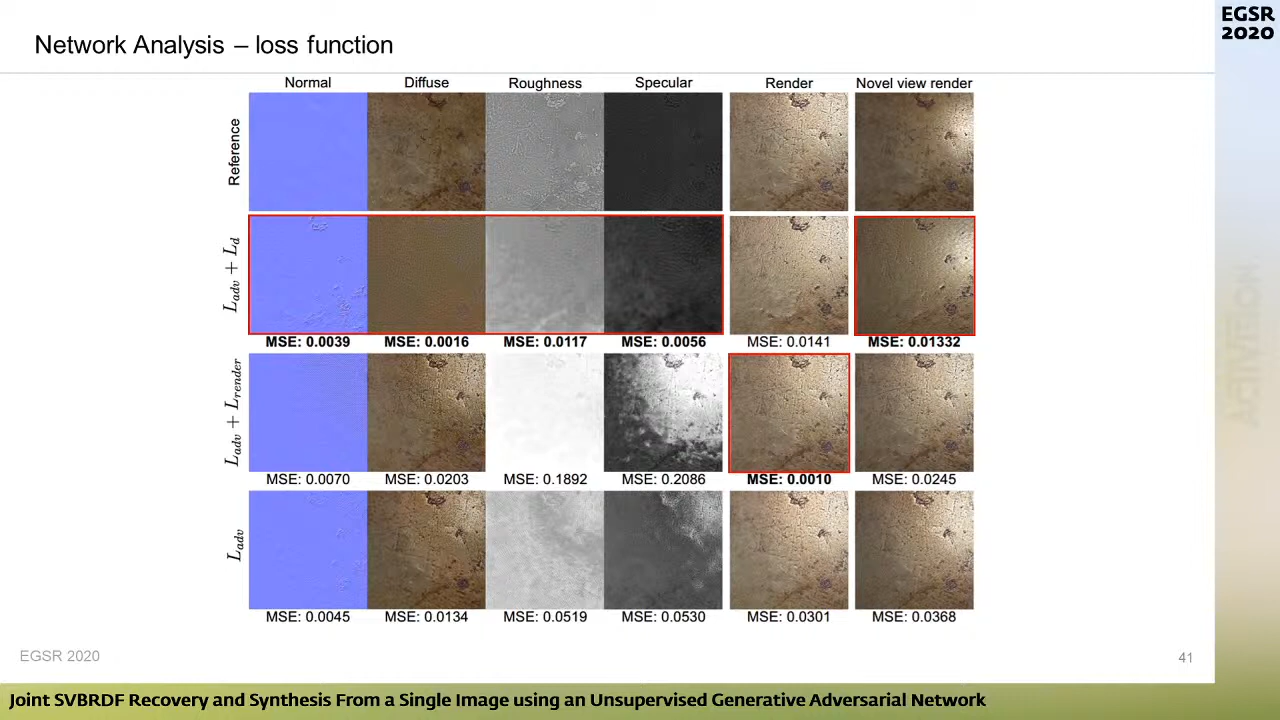 EGSR
2020
Network Analysis – loss function
Normal Diffuse Roughness Specular Render Novel view render
Reference
L_adv + L_d
MSE: 0.0039 MSE: 0.0016 MSE: 0.0117 MSE: 0.0056 MSE: 0.0141 MSE: 0.01332
L_adv + L_render
MSE: 0.0070 MSE: 0.0203 MSE: 0.1892 MSE: 0.2086 MSE: 0.0010 MSE: 0.0245
L_adv
MSE: 0.0045 MSE: 0.0134 MSE: 0.0519 MSE: 0.0530 MSE: 0.0301 MSE: 0.0368
EGSR 2020
41
Joint SVBRDF Recovery and Synthesis From a Single Image using an Unsupervised Generative Adversarial Network